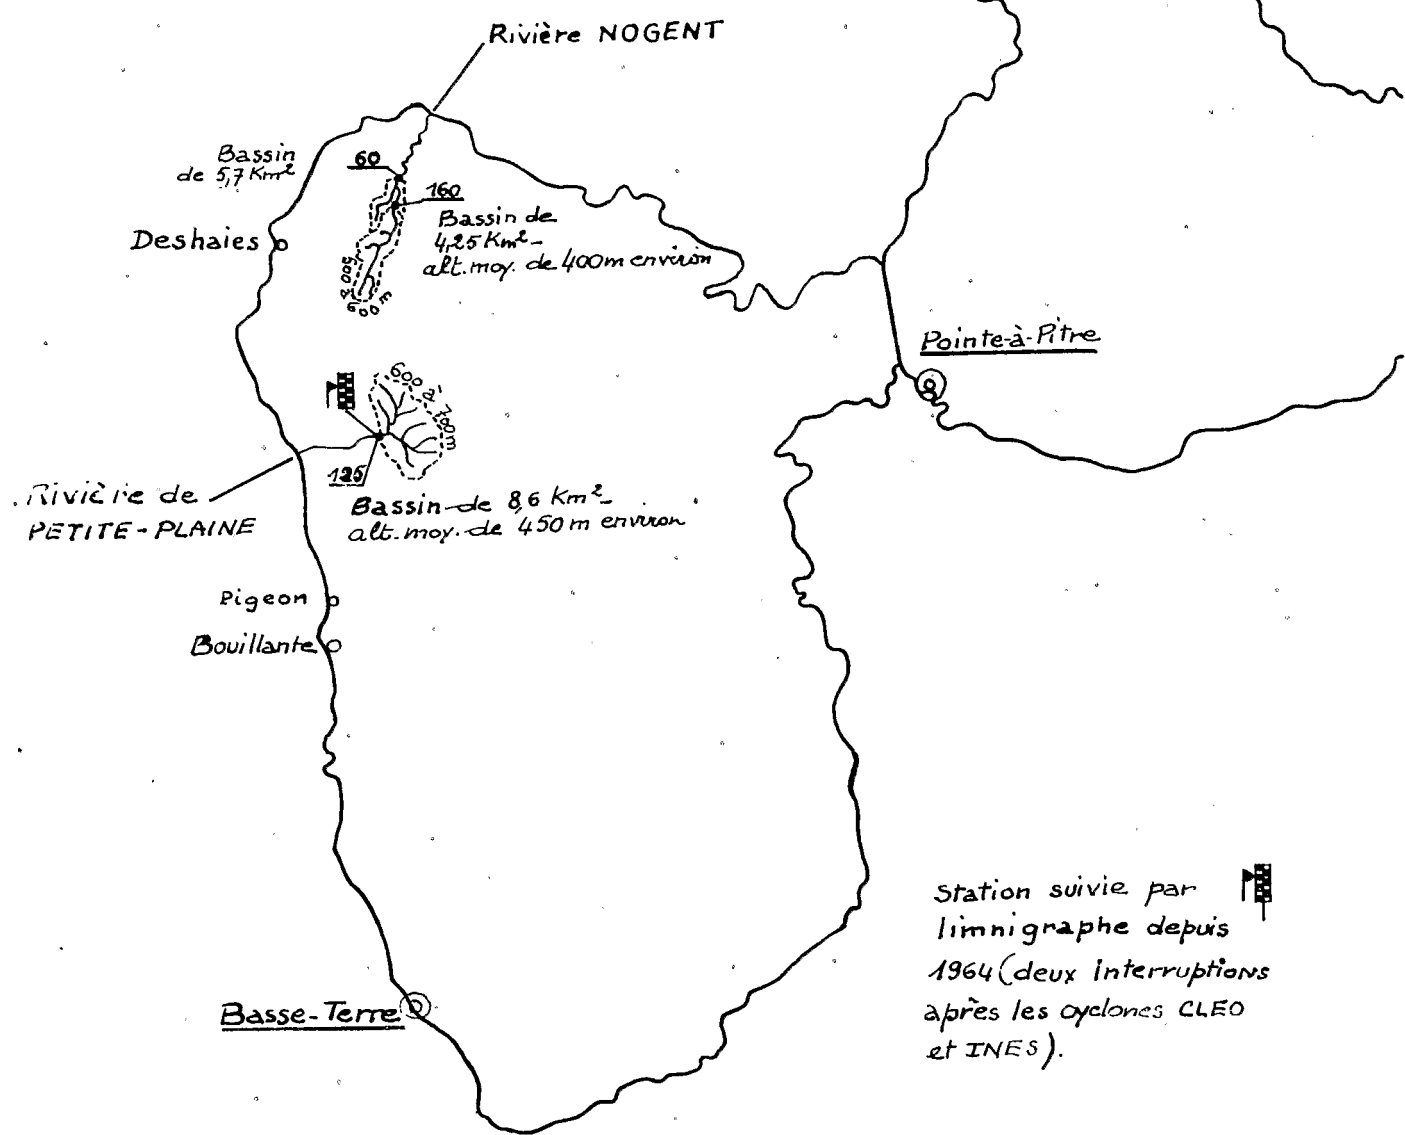 Rivière NOGENT
Bassin
de 5,7 Km²
60
160
Bassin de
4,25 Km²-
alt. moy. de 400m environ
Deshaies
500 à
600 m
Pointe-à-Pitre
600 à 700m
125
Rivière de
PETITE-PLAINE
Bassin-de 8,6 Km²-
alt. moy. de 450 m environ
Pigeon
Bouillante
Station suivie par
limnigraphe depuis
1964 (deux interruptions
après les cyclones CLEO
et INES).
Basse-Terre